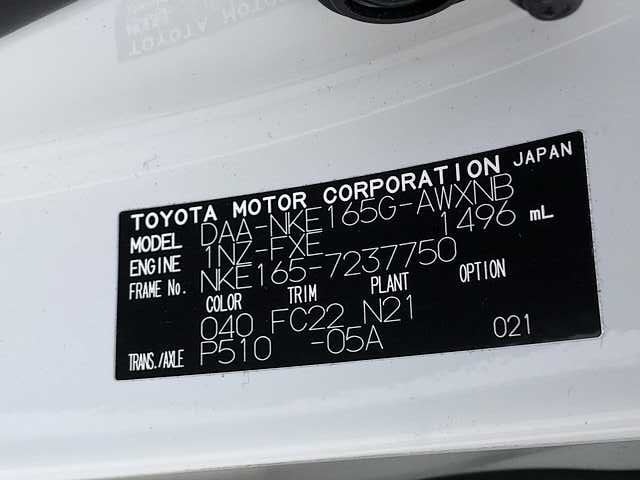 TOYOTA MOTOR CORPORATION JAPAN
MODEL DAA-NKE165G-AWXNB
ENGINE 1NZ-FXE 1496 mL
FRAME No. NKE165-7237750
COLOR TRIM PLANT OPTION
040 FC22 N21
TRANS./AXLE P510 -05A 021